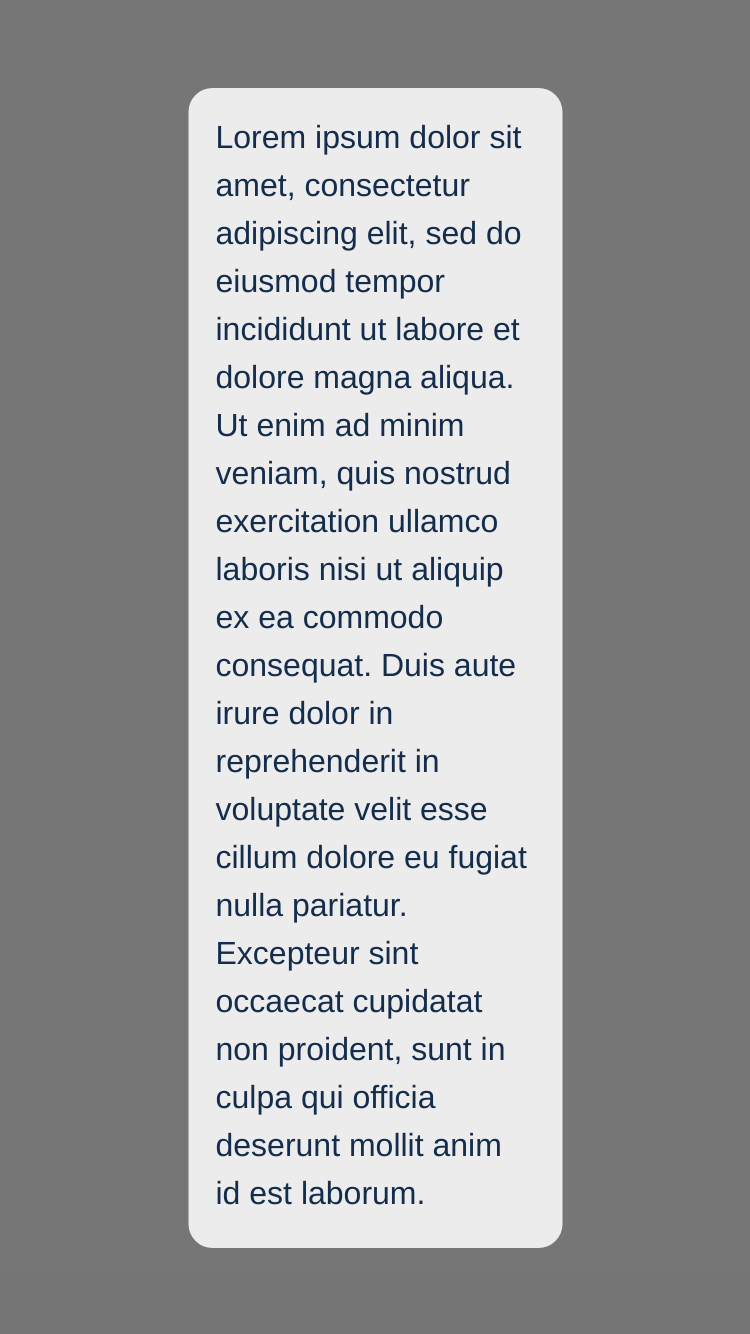 Lorem ipsum dolor sit
amet, consectetur
adipiscing elit, sed do
eiusmod tempor
incididunt ut labore et
dolore magna aliqua.
Ut enim ad minim
veniam, quis nostrud
exercitation ullamco
laboris nisi ut aliquip
ex ea commodo
consequat. Duis aute
irure dolor in
reprehenderit in
voluptate velit esse
cillum dolore eu fugiat
nulla pariatur.
Excepteur sint
occaecat cupidatat
non proident, sunt in
culpa qui officia
deserunt mollit anim
id est laborum.